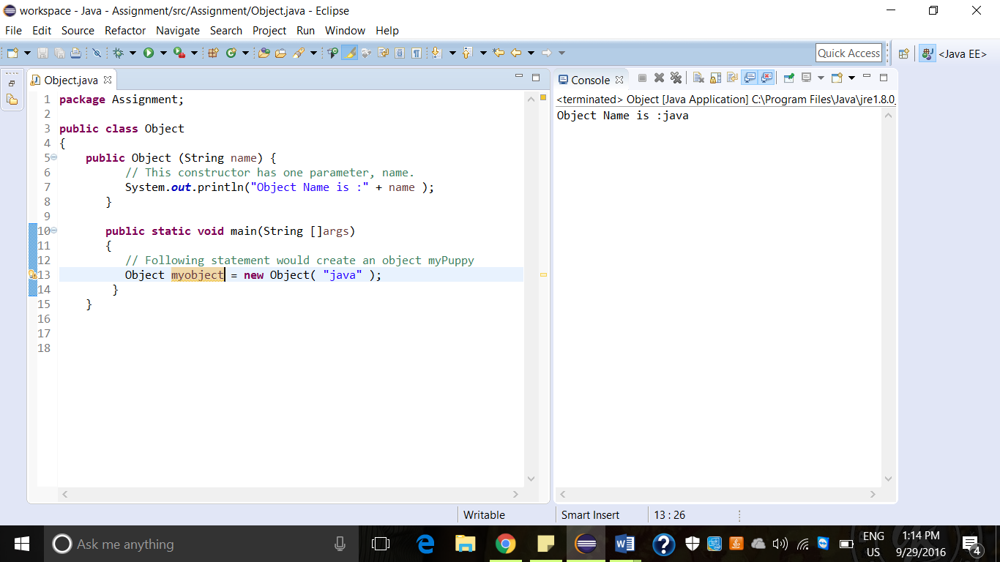 workspace - Java - Assignment/src/Assignment/Object.java - Eclipse
File Edit Source Refactor Navigate Search Project Run Window Help
Quick Access
<Java EE>
Object.java
1 package Assignment;
2
3 public class Object
4 {
5 public Object (String name) {
6 // This constructor has one parameter, name.
7 System.out.println("Object Name is :" + name );
8 }
9
10 public static void main(String []args)
11 {
12 // Following statement would create an object myPuppy
13 Object myobject = new Object( "java" );
14 }
15 }
16
17
18
Console
<terminated> Object [Java Application] C:\Program Files\Java\jre1.8.0_
Object Name is :java
Writable Smart Insert 13 : 26
Ask me anything
ENG
US
1:14 PM
9/29/2016
4